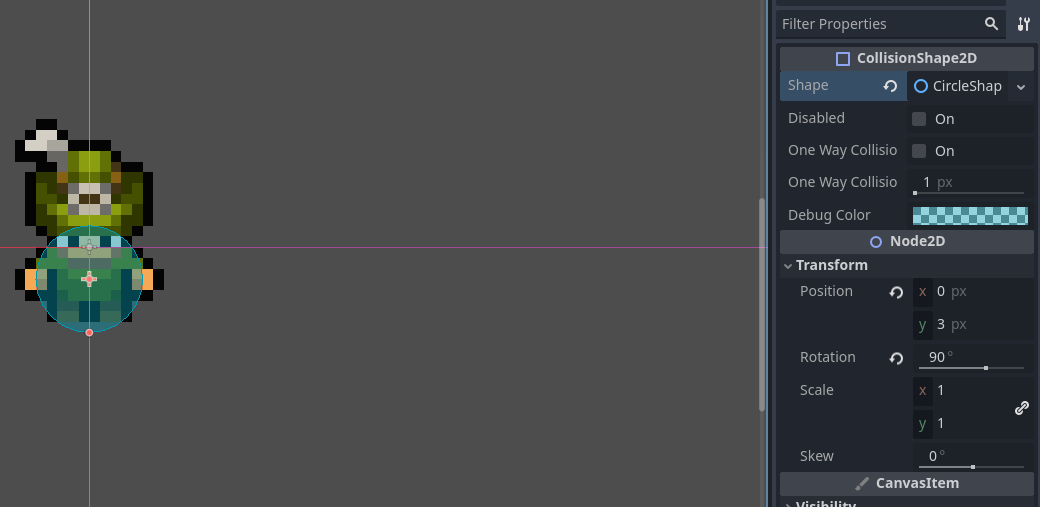 Filter Properties
CollisionShape2D
Shape CircleShap
Disabled On
One Way Collisio On
One Way Collisio 1 px
Debug Color
Node2D
Transform
Position x 0 px
y 3 px
Rotation 90 °
Scale x 1
y 1
Skew 0 °
CanvasItem
Visibility